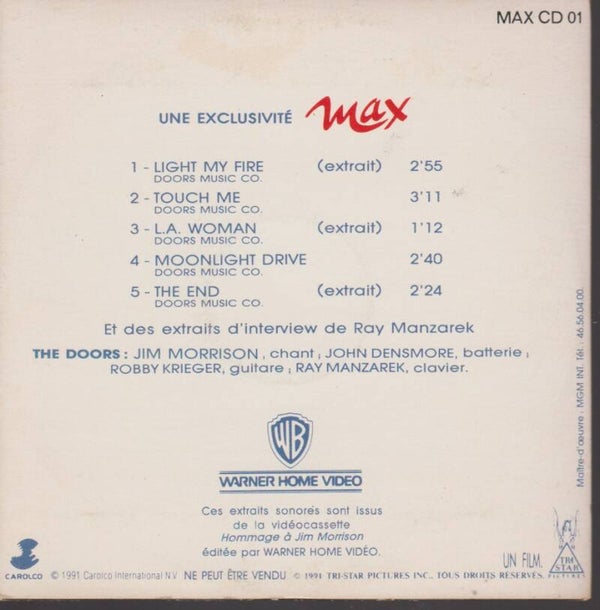 MAX CD 01
UNE EXCLUSIVITÉ max
1 - LIGHT MY FIRE (extrait) 2'55
DOORS MUSIC CO.
2 - TOUCH ME 3'11
DOORS MUSIC CO.
3 - L.A. WOMAN (extrait) 1'12
DOORS MUSIC CO.
4 - MOONLIGHT DRIVE 2'40
DOORS MUSIC CO.
5 - THE END (extrait) 2'24
DOORS MUSIC CO.
Et des extraits d'interview de Ray Manzarek
THE DOORS : JIM MORRISON, chant ; JOHN DENSMORE, batterie ;
ROBBY KRIEGER, guitare ; RAY MANZAREK, clavier.
WB
WARNER HOME VIDEO
Ces extraits sonores sont issus
de la vidéocassette
Hommage à Jim Morrison
éditée par WARNER HOME VIDÉO.
Maître-d'œuvre : MGM INT. Tél. : 46.56.04.00.
CAROLCO
© 1991 Carolco International N.V.
NE PEUT ÊTRE VENDU
© 1991 TRI-STAR PICTURES INC.. TOUS DROITS RÉSERVÉS.
UN FILM
TRI
STAR
PICTURES